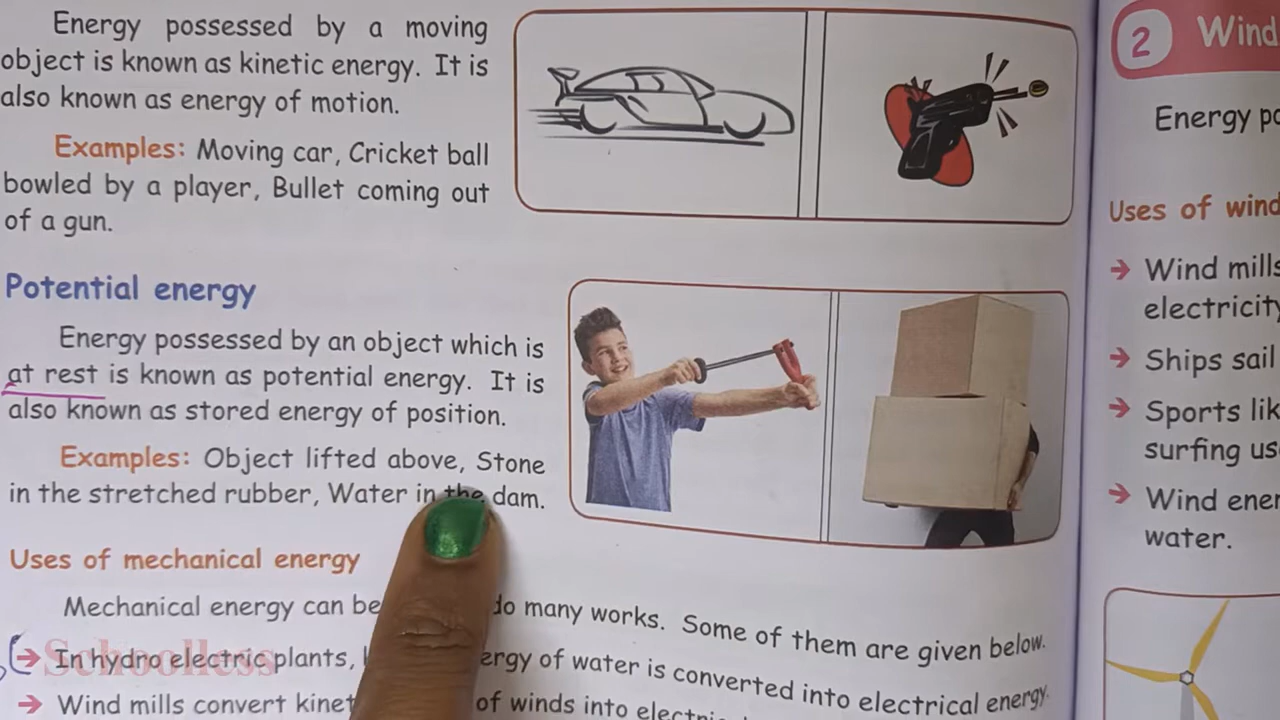 Energy possessed by a moving
object is known as kinetic energy. It is
also known as energy of motion.
Examples: Moving car, Cricket ball
bowled by a player, Bullet coming out
of a gun.
Potential energy
Energy possessed by an object which is
at rest is known as potential energy. It is
also known as stored energy of position.
Examples: Object lifted above, Stone
in the stretched rubber, Water in the dam.
Uses of mechanical energy
Mechanical energy can be do many works. Some of them are given below.
→ In hydro electric plants, ergy of water is converted into electrical energy.
→ Wind mills convert kinet of winds into electric
Schoolless
2 Wind
Energy po
Uses of wind
→ Wind mills
electricity
→ Ships sail
→ Sports lik
surfing us
→ Wind ener
water.